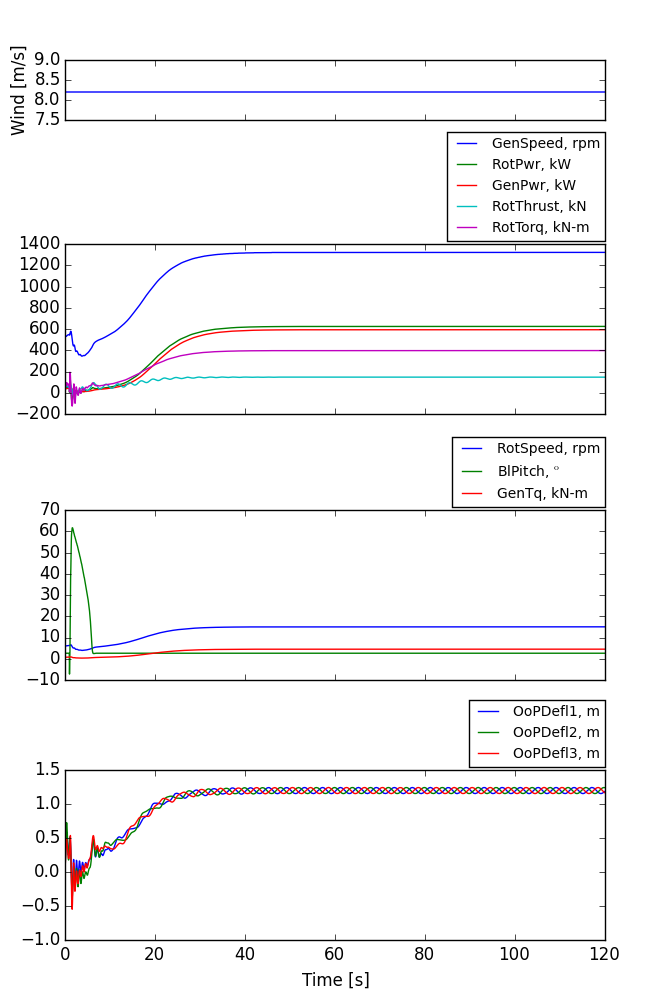 Wind [m/s]
9.0
8.5
8.0
7.5
GenSpeed, rpm
RotPwr, kW
GenPwr, kW
RotThrust, kN
RotTorq, kN-m
1400
1200
1000
800
600
400
200
0
−200
RotSpeed, rpm
BlPitch, °
GenTq, kN-m
70
60
50
40
30
20
10
0
−10
OoPDefl1, m
OoPDefl2, m
OoPDefl3, m
1.5
1.0
0.5
0.0
−0.5
−1.0
0 20 40 60 80 100 120
Time [s]